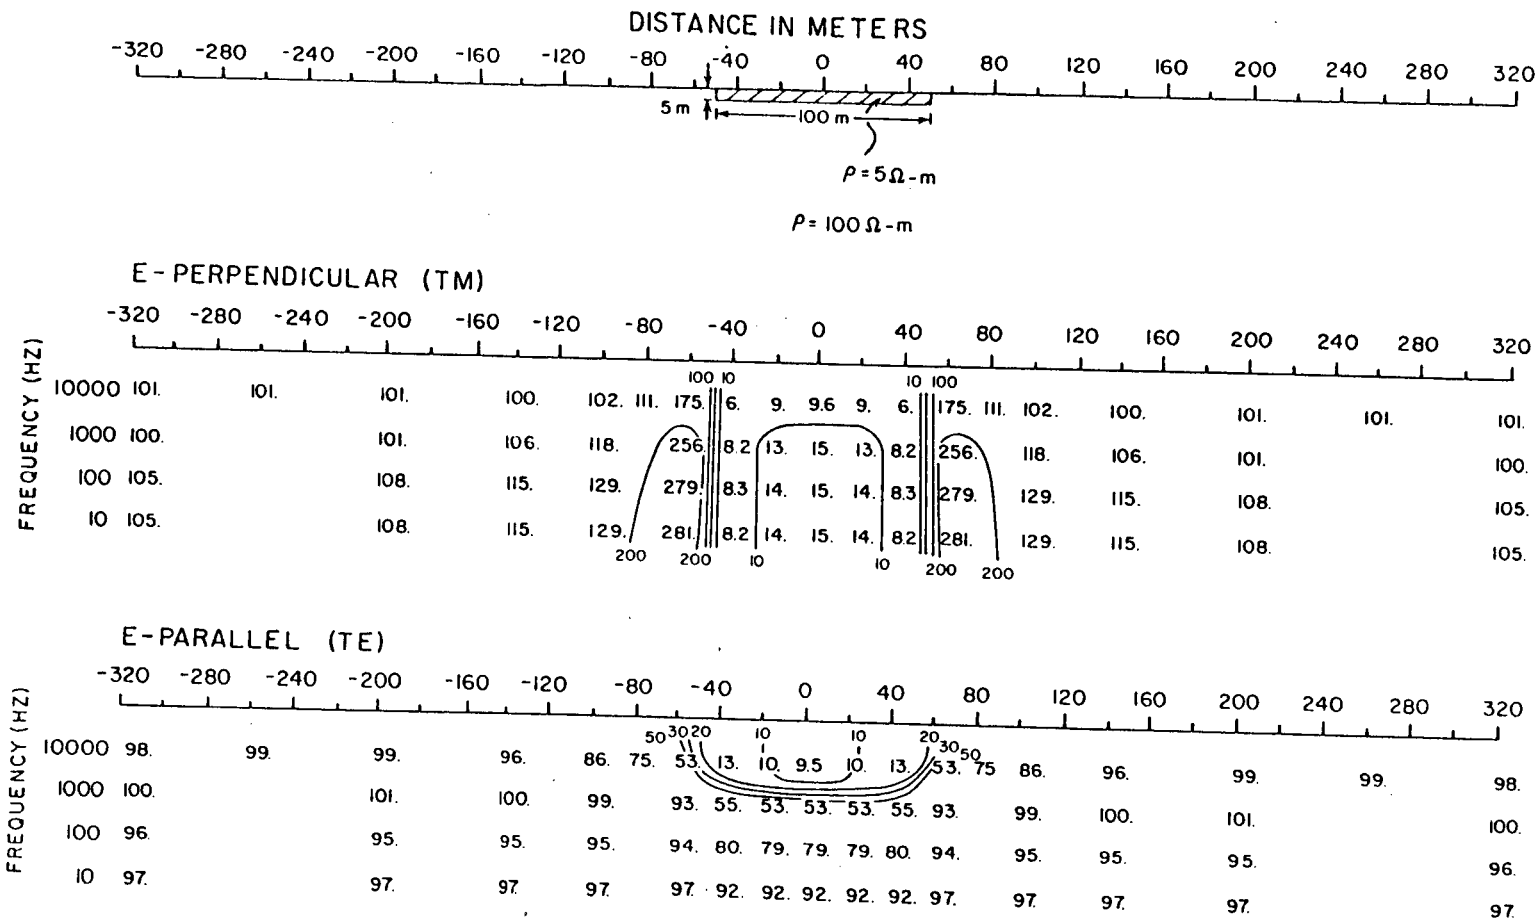 DISTANCE IN METERS
-320 -280 -240 -200 -160 -120 -80 -40 0 40 80 120 160 200 240 280 320
5 m
100 m
ρ = 5 Ω-m
ρ = 100 Ω-m
E-PERPENDICULAR (TM)
-320 -280 -240 -200 -160 -120 -80 -40 0 40 80 120 160 200 240 280 320
FREQUENCY (HZ)
100 10 10 100
10000 101. 101. 101. 100. 102. 111. 175. 6. 9. 9.6 9. 6. 175. 111. 102. 100. 101. 101. 101.
1000 100. 101. 106. 118. 256. 8.2 13. 15. 13. 8.2 256. 118. 106. 101. 100.
100 105. 108. 115. 129. 279. 8.3 14. 15. 14. 8.3 279. 129. 115. 108. 105.
10 105. 108. 115. 129. 281. 8.2 14. 15. 14. 8.2 281. 129. 115. 108. 105.
200 200 10 10 200 200
E-PARALLEL (TE)
-320 -280 -240 -200 -160 -120 -80 -40 0 40 80 120 160 200 240 280 320
FREQUENCY (HZ)
50 30 20 10 10 20 30 50
10000 98. 99. 99. 96. 86. 75. 53. 13. 10. 9.5 10. 13. 53. 75 86. 96. 99. 99. 98.
1000 100. 101. 100. 99. 93. 55. 53. 53. 53. 55. 93. 99. 100. 101. 100.
100 96. 95. 95. 95. 94. 80. 79. 79. 79. 80. 94. 95. 95. 95. 96.
10 97. 97. 97. 97. 97. 92. 92. 92. 92. 92. 97. 97. 97. 97. 97.